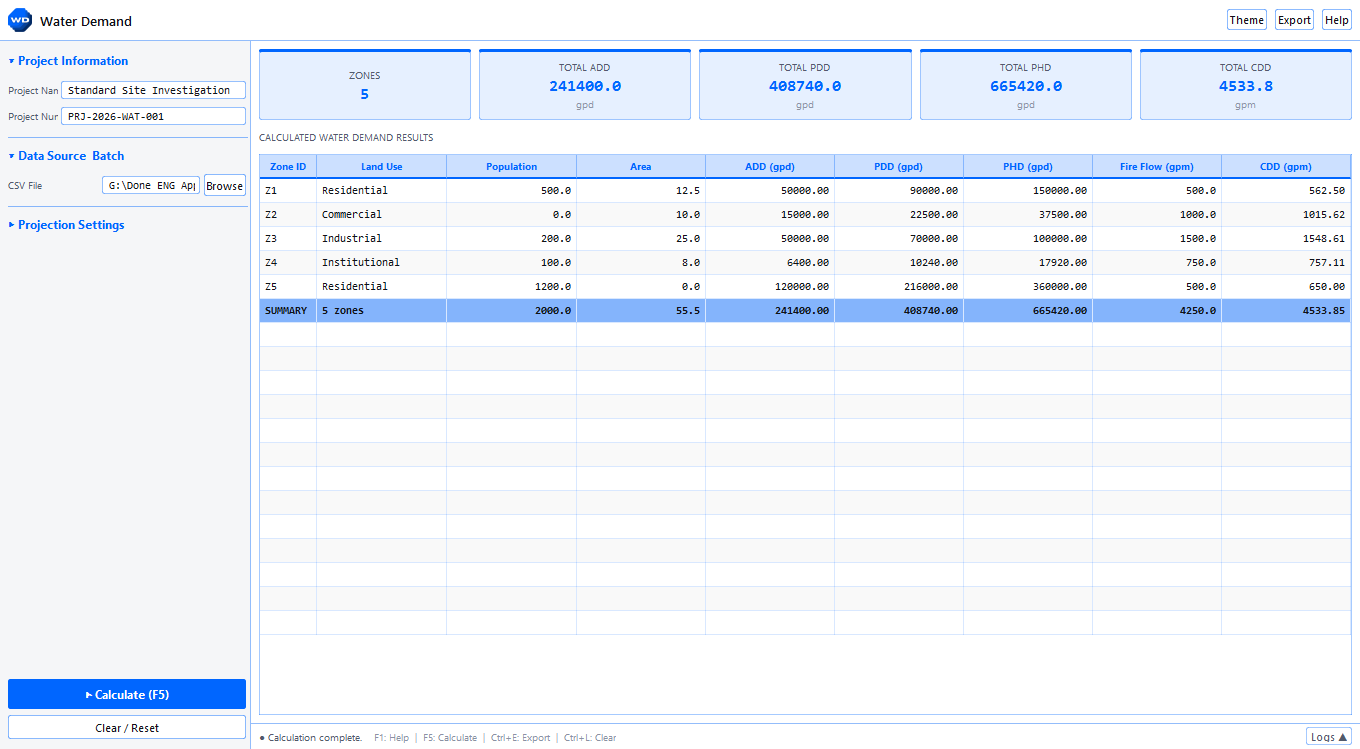 WD Water Demand Theme Export Help
Project Information
Project Nan Standard Site Investigation
Project Nur PRJ-2026-WAT-001
Data Source Batch
CSV File G:\Done ENG App Browse
Projection Settings
Calculate (F5)
Clear / Reset
ZONES
5
TOTAL ADD
241400.0
gpd
TOTAL PDD
408740.0
gpd
TOTAL PHD
665420.0
gpd
TOTAL CDD
4533.8
gpm
CALCULATED WATER DEMAND RESULTS
Zone ID Land Use Population Area ADD (gpd) PDD (gpd) PHD (gpd) Fire Flow (gpm) CDD (gpm)
Z1 Residential 500.0 12.5 50000.00 90000.00 150000.00 500.0 562.50
Z2 Commercial 0.0 10.0 15000.00 22500.00 37500.00 1000.0 1015.62
Z3 Industrial 200.0 25.0 50000.00 70000.00 100000.00 1500.0 1548.61
Z4 Institutional 100.0 8.0 6400.00 10240.00 17920.00 750.0 757.11
Z5 Residential 1200.0 0.0 120000.00 216000.00 360000.00 500.0 650.00
SUMMARY 5 zones 2000.0 55.5 241400.00 408740.00 665420.00 4250.0 4533.85
● Calculation complete. F1: Help | F5: Calculate | Ctrl+E: Export | Ctrl+L: Clear Logs ▲